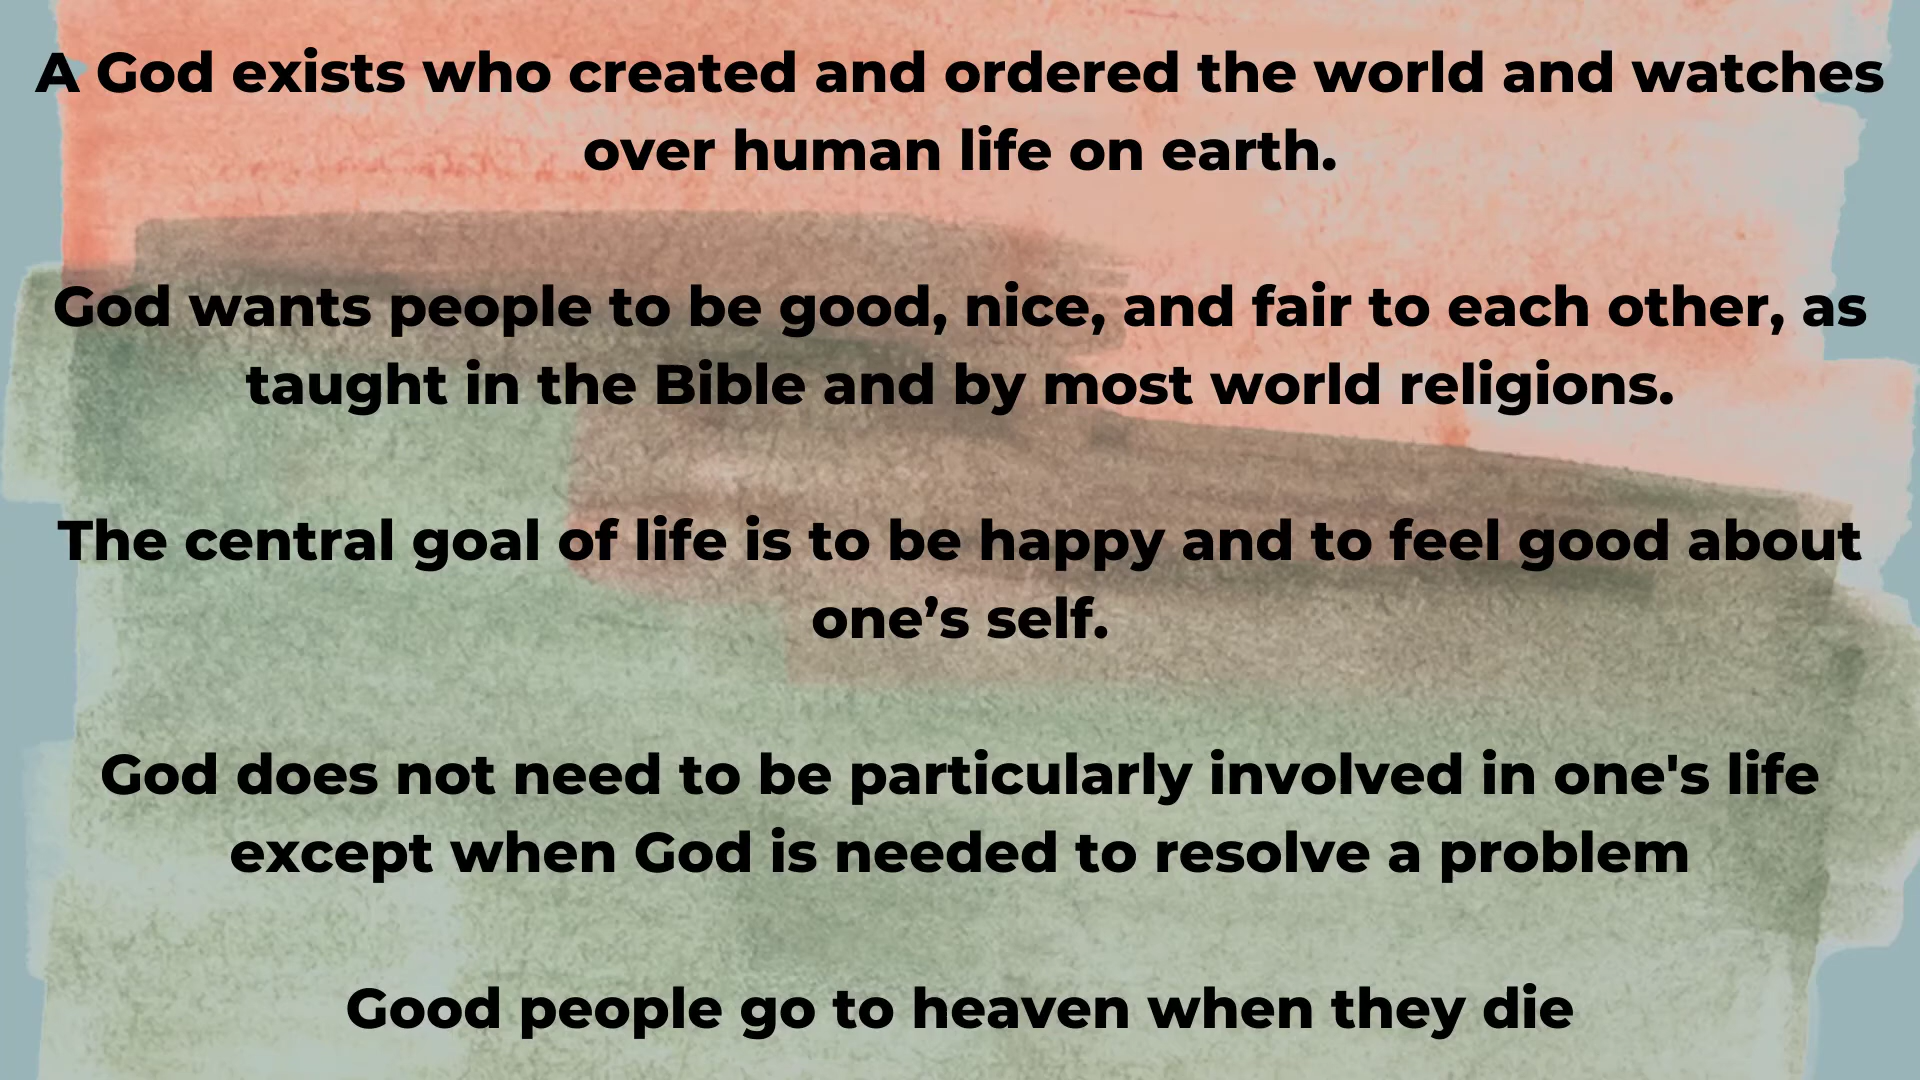 A God exists who created and ordered the world and watches
over human life on earth.
God wants people to be good, nice, and fair to each other, as
taught in the Bible and by most world religions.
The central goal of life is to be happy and to feel good about
one’s self.
God does not need to be particularly involved in one's life
except when God is needed to resolve a problem
Good people go to heaven when they die